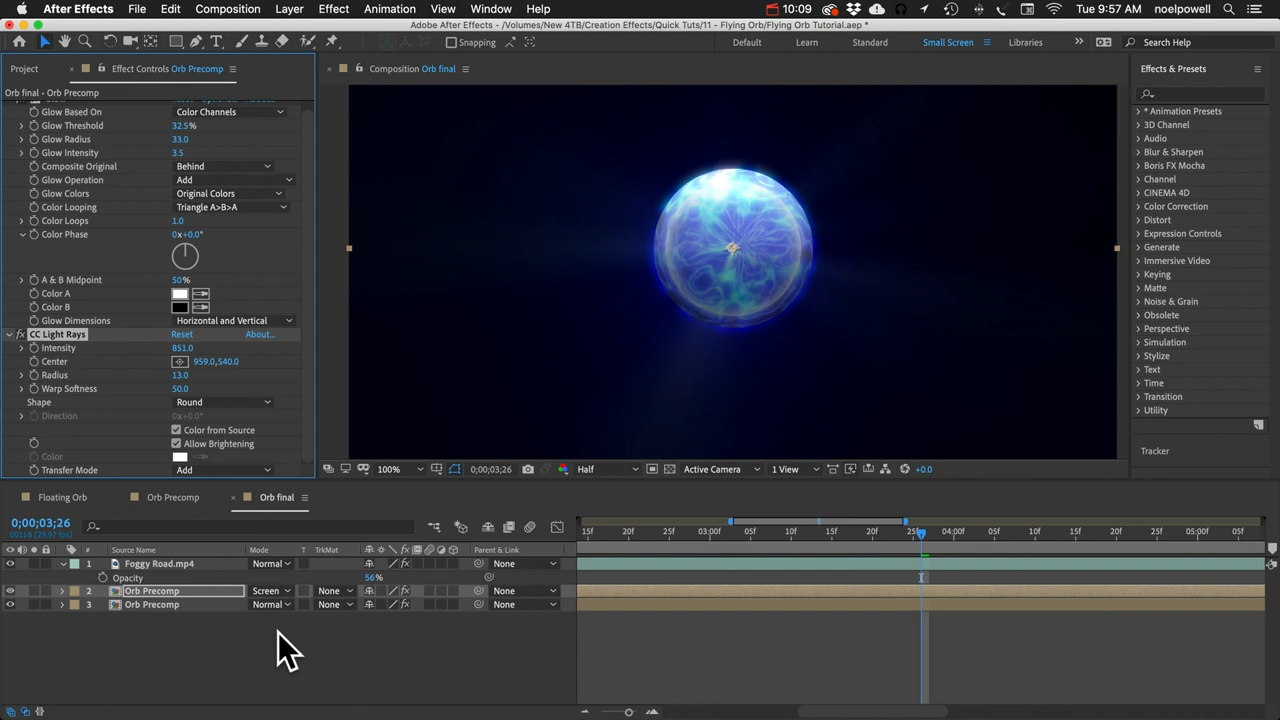 After Effects File Edit Composition Layer Effect Animation View Window Help 10:09 Tue 9:57 AM noelpowell
Adobe After Effects - /Volumes/New 4TB/Creation Effects/Quick Tuts/11 - Flying Orb/Flying Orb Tutorial.aep *
Snapping Default Learn Standard Small Screen Libraries Search Help
Project Effect Controls Orb Precomp Composition Orb final Effects & Presets
Orb final • Orb Precomp
Glow Based On Color Channels
Glow Threshold 32.5%
Glow Radius 33.0
Glow Intensity 3.5
Composite Original Behind
Glow Operation Add
Glow Colors Original Colors
Color Looping Triangle A>B>A
Color Loops 1.0
Color Phase 0x+0.0°
A & B Midpoint 50%
Color A
Color B
Glow Dimensions Horizontal and Vertical
fx CC Light Rays Reset About...
Intensity 851.0
Center 959.0,540.0
Radius 13.0
Warp Softness 50.0
Shape Round
Direction 0x+0.0°
Color from Source
Allow Brightening
Color
Transfer Mode Add
* Animation Presets
3D Channel
Audio
Blur & Sharpen
Boris FX Mocha
Channel
CINEMA 4D
Color Correction
Distort
Expression Controls
Generate
Immersive Video
Keying
Matte
Noise & Grain
Obsolete
Perspective
Simulation
Stylize
Text
Time
Transition
Utility
Tracker
100% 0;00;03;26 Half Active Camera 1 View +0.0
Floating Orb Orb Precomp Orb final
0;00;03;26
00116 (29.97 fps)
15f 20f 25f 03:00f 05f 10f 15f 20f 25f 04:00f 05f 10f 15f 20f 25f 05:00f 05f
# Source Name Mode T TrkMat fx Parent & Link
1 Foggy Road.mp4 Normal None
Opacity 56%
2 Orb Precomp Screen None fx None
3 Orb Precomp Normal None fx None